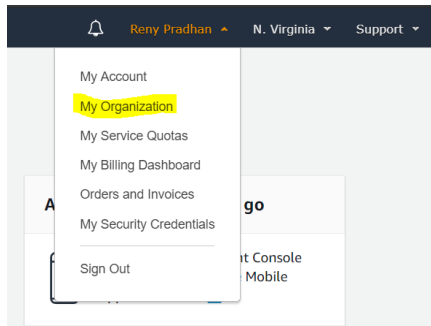 Reny Pradhan N. Virginia Support
My Account
My Organization
My Service Quotas
My Billing Dashboard
Orders and Invoices
A go
My Security Credentials
Sign Out
Console
Mobile